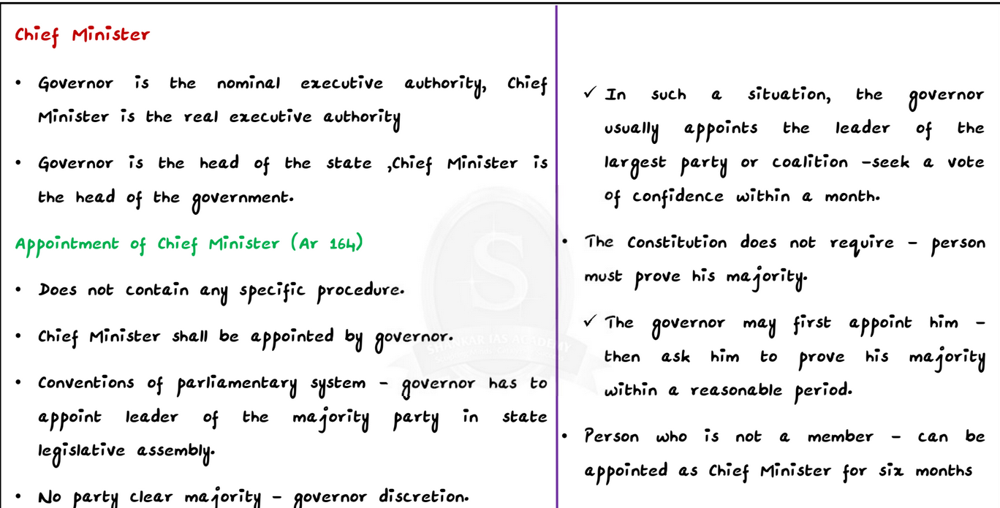 Chief Minister
• Governor is the nominal executive authority, Chief
Minister is the real executive authority
• Governor is the head of the state ,Chief Minister is
the head of the government.
Appointment of Chief Minister (Ar 164)
• Does not contain any specific procedure.
• Chief Minister shall be appointed by governor.
• Conventions of parliamentary system – governor has to
appoint leader of the majority party in state
legislative assembly.
• No party clear majority – governor discretion.
✓ In such a situation, the governor
usually appoints the leader of the
largest party or coalition –seek a vote
of confidence within a month.
• The Constitution does not require – person
must prove his majority.
✓ The governor may first appoint him –
then ask him to prove his majority
within a reasonable period.
• Person who is not a member – can be
appointed as Chief Minister for six months
S
SHANKAR IAS ACADEMY